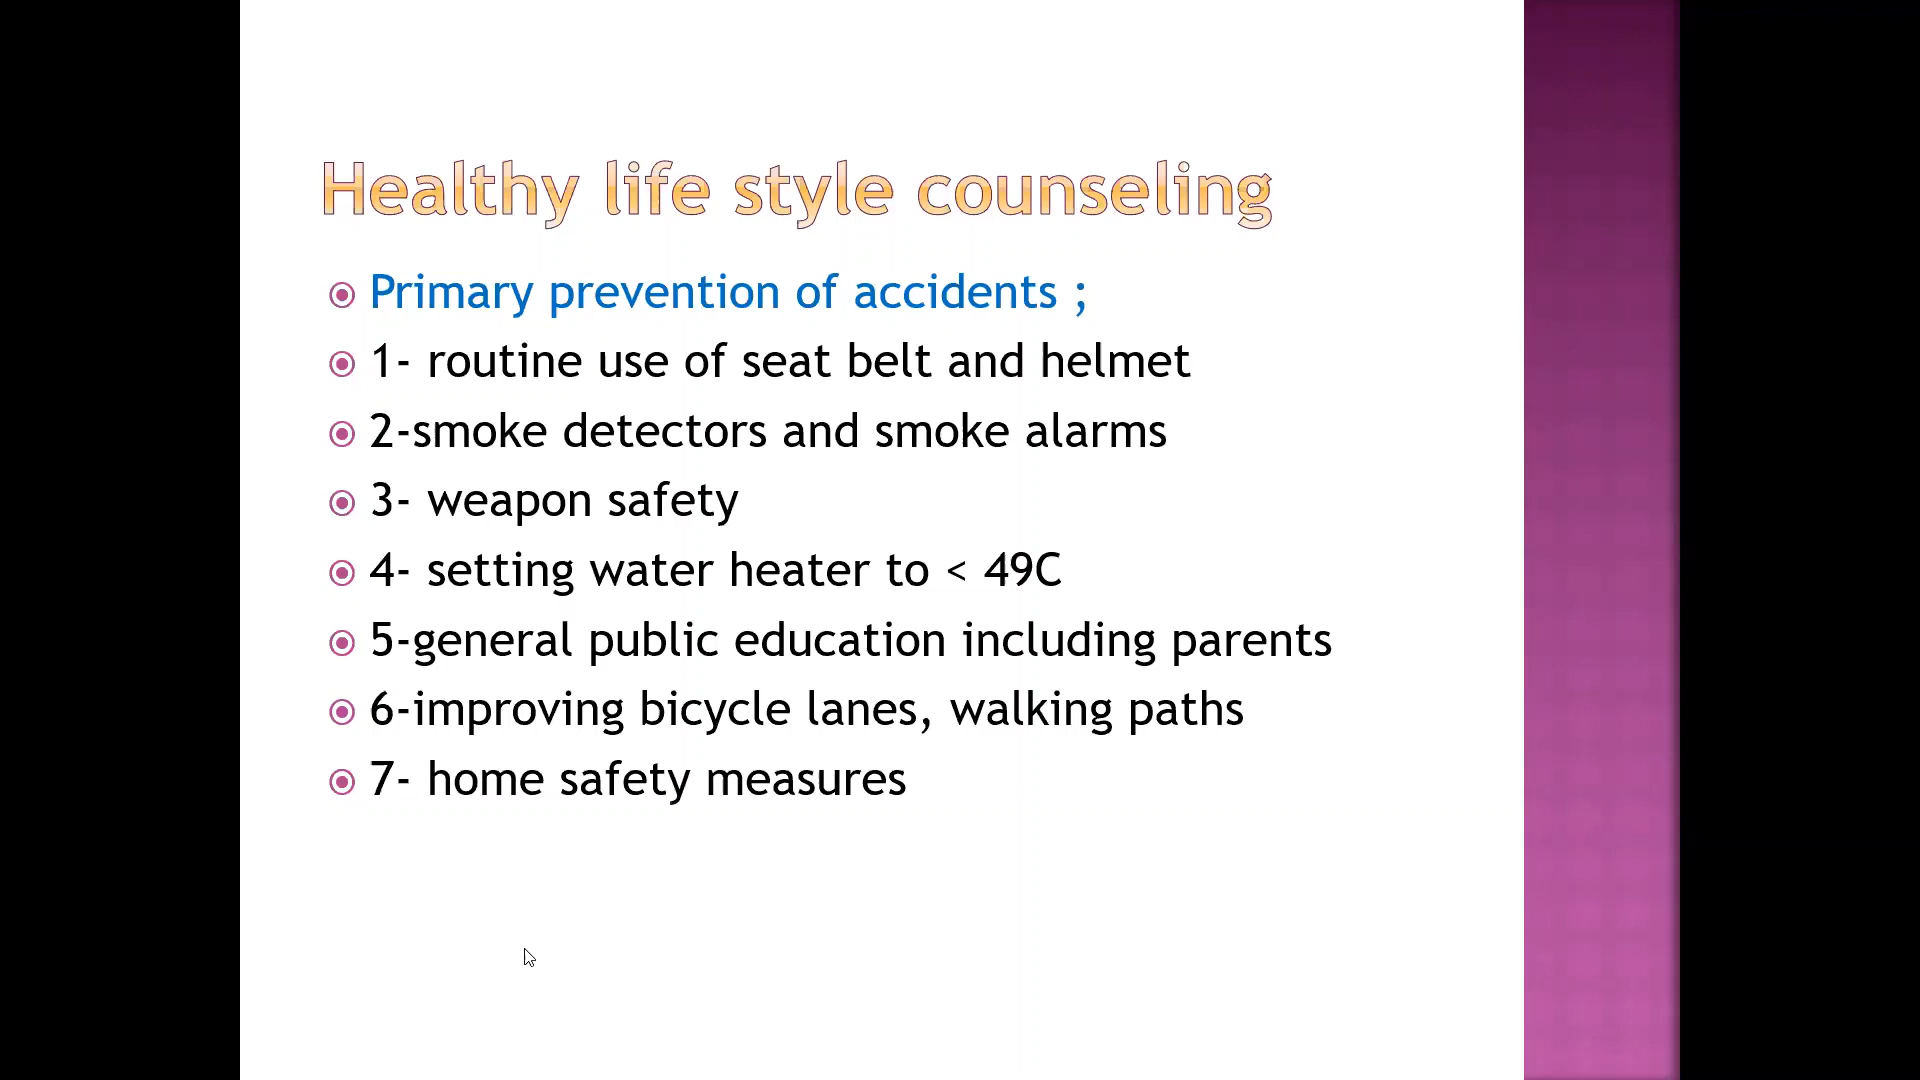 Healthy life style counseling
Primary prevention of accidents ;
1- routine use of seat belt and helmet
2-smoke detectors and smoke alarms
3- weapon safety
4- setting water heater to < 49C
5-general public education including parents
6-improving bicycle lanes, walking paths
7- home safety measures